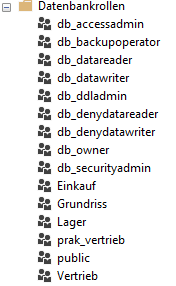 Datenbankrollen
db_accessadmin
db_backupoperator
db_datareader
db_datawriter
db_ddladmin
db_denydatareader
db_denydatawriter
db_owner
db_securityadmin
Einkauf
Grundriss
Lager
prak_vertrieb
public
Vertrieb